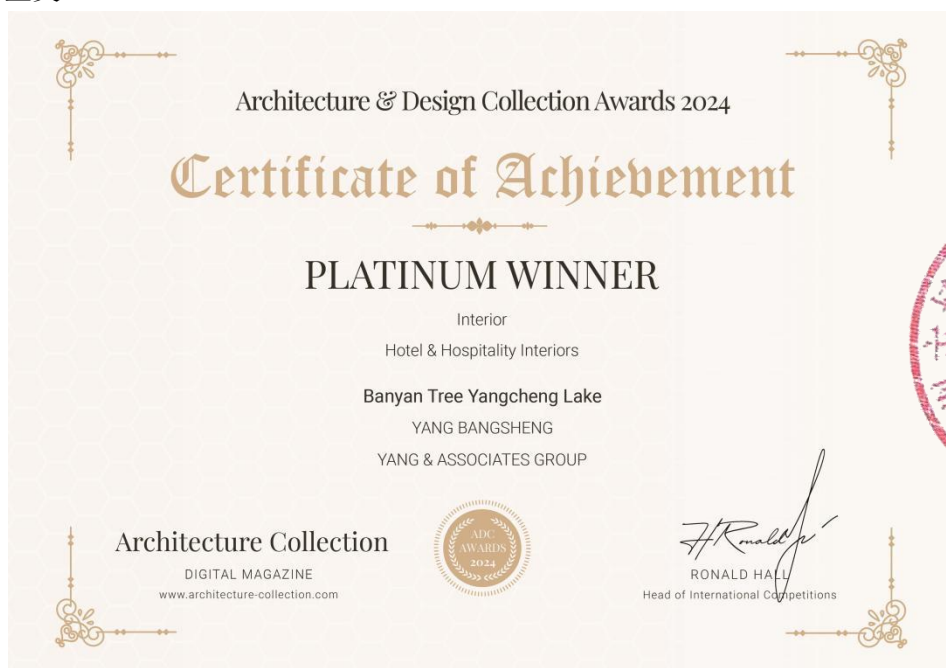 Architecture & Design Collection Awards 2024
Certificate of Achievement
PLATINUM WINNER
Interior
Hotel & Hospitality Interiors
Banyan Tree Yangcheng Lake
YANG BANGSHENG
YANG & ASSOCIATES GROUP
Architecture Collection
DIGITAL MAGAZINE
www.architecture-collection.com
ADC
AWARDS
2024
H Ronald
RONALD HALL
Head of International Competitions